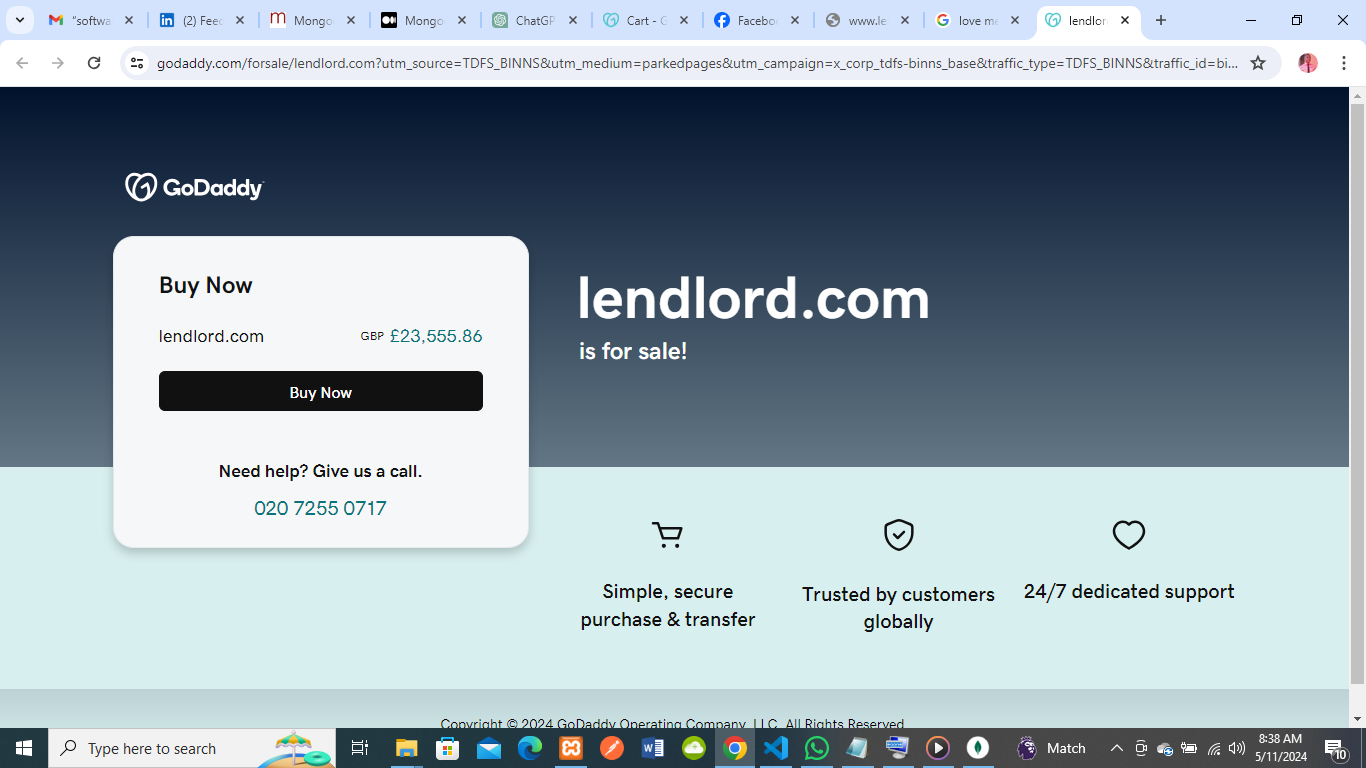 "softwa
(2) Feed
Mongo
Mongo
ChatGP
Cart - G
Facebo
www.le
love me
lendlor
godaddy.com/forsale/lendlord.com?utm_source=TDFS_BINNS&utm_medium=parkedpages&utm_campaign=x_corp_tdfs-binns_base&traffic_type=TDFS_BINNS&traffic_id=bi...
GoDaddy
Buy Now
lendlord.com GBP £23,555.86
Buy Now
Need help? Give us a call.
020 7255 0717
lendlord.com
is for sale!
Simple, secure
purchase & transfer
Trusted by customers
globally
24/7 dedicated support
Copyright © 2024 GoDaddy Operating Company, LLC. All Rights Reserved.
Type here to search
Match
8:38 AM
5/11/2024
10